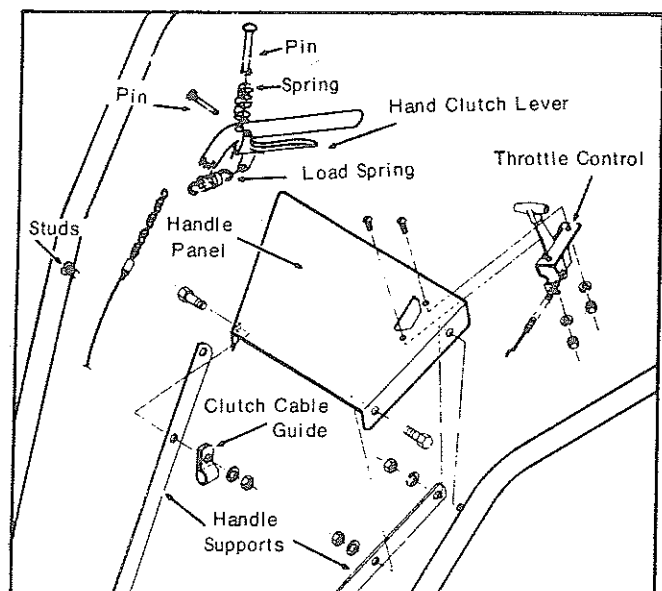 Pin
Spring
Pin
Hand Clutch Lever
Load Spring
Throttle Control
Studs
Handle
Panel
Clutch Cable
Guide
Handle
Supports